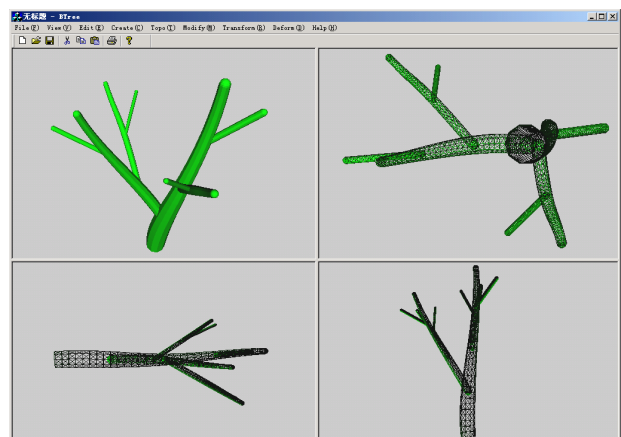 无标题 - BTree
File(F) View(V) Edit(E) Create(C) Topo(T) Modify(M) Transform(R) Deform(D) Help(H)